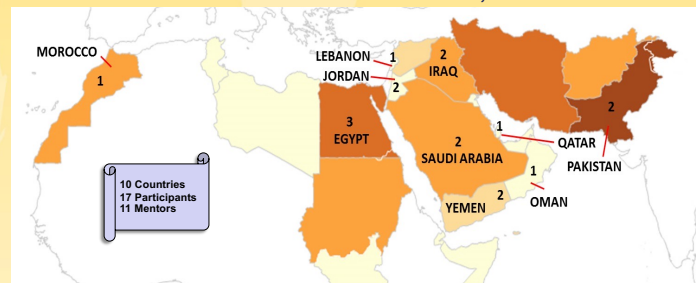 MOROCCO
1
LEBANON
1
JORDAN
2
2
IRAQ
3
EGYPT
2
SAUDI ARABIA
1
QATAR
2
PAKISTAN
1
OMAN
YEMEN
2
10 Countries
17 Participants
11 Mentors